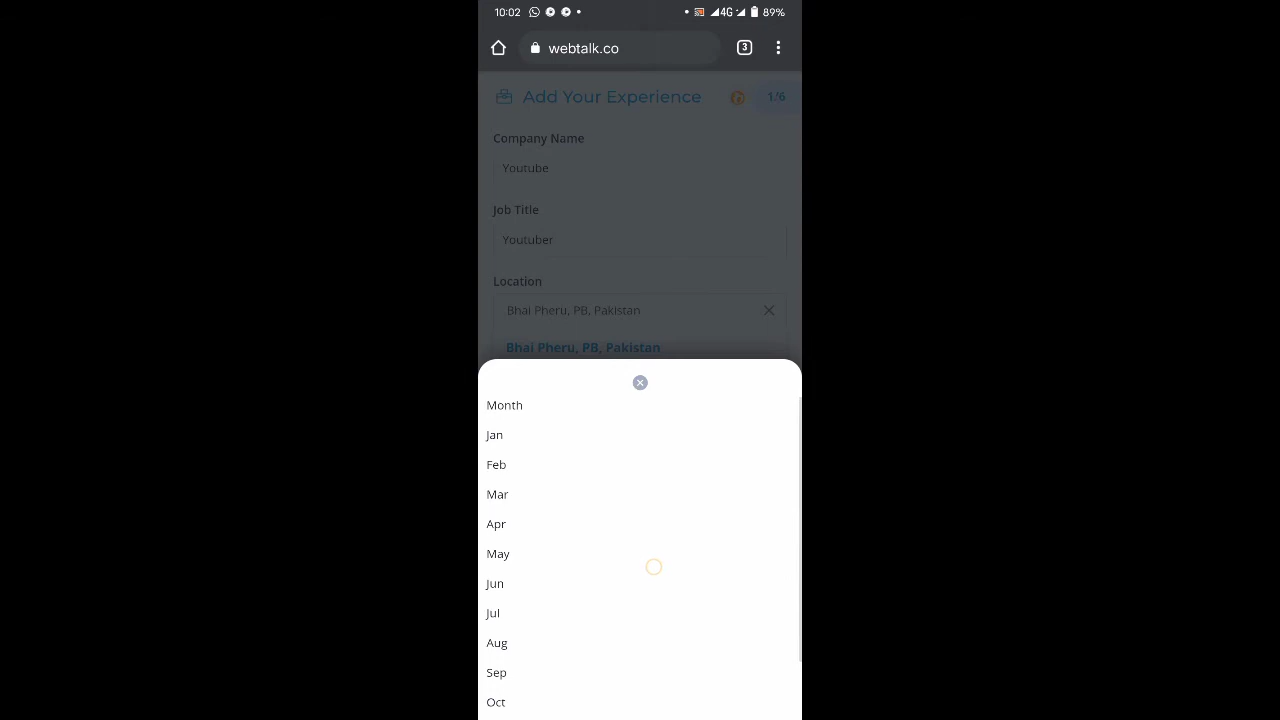 10:02 4G 89%
webtalk.co 3
Add Your Experience 1/6
Company Name
Youtube
Job Title
Youtuber
Location
Bhai Pheru, PB, Pakistan
Bhai Pheru, PB, Pakistan
Month
Jan
Feb
Mar
Apr
May
Jun
Jul
Aug
Sep
Oct